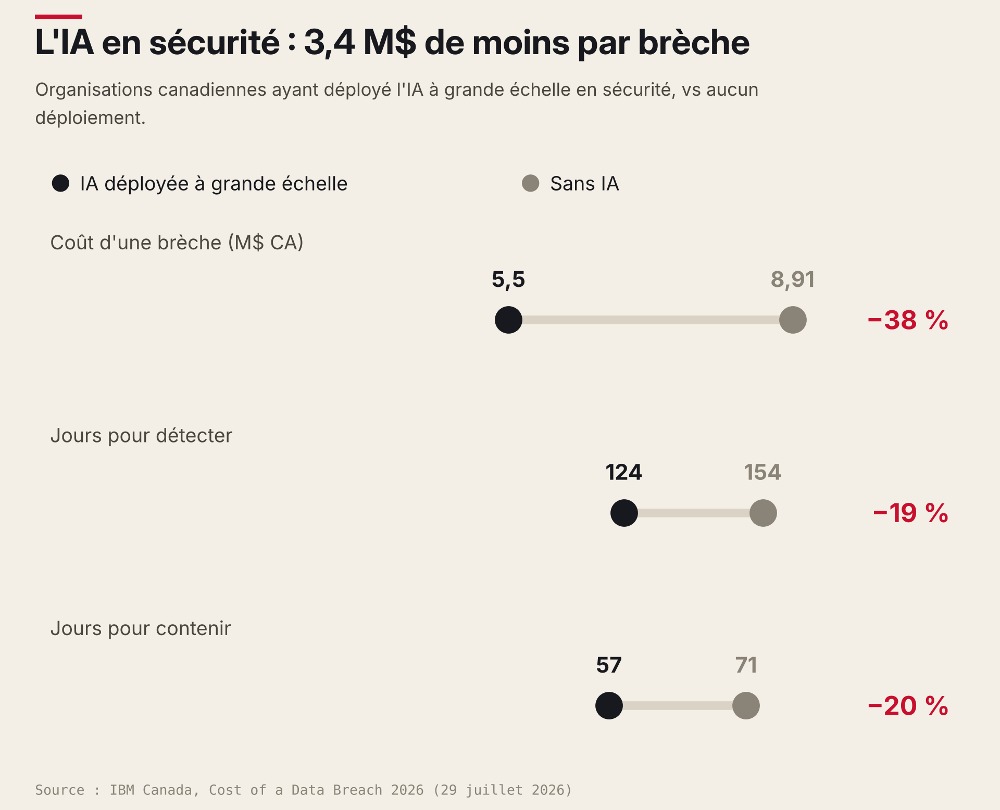 L'IA en sécurité : 3,4 M$ de moins par brèche
Organisations canadiennes ayant déployé l'IA à grande échelle en sécurité, vs aucun
déploiement.
IA déployée à grande échelle
Sans IA
Coût d'une brèche (M$ CA)
5,5
8,91
−38 %
Jours pour détecter
124
154
−19 %
Jours pour contenir
57
71
−20 %
Source : IBM Canada, Cost of a Data Breach 2026 (29 juillet 2026)